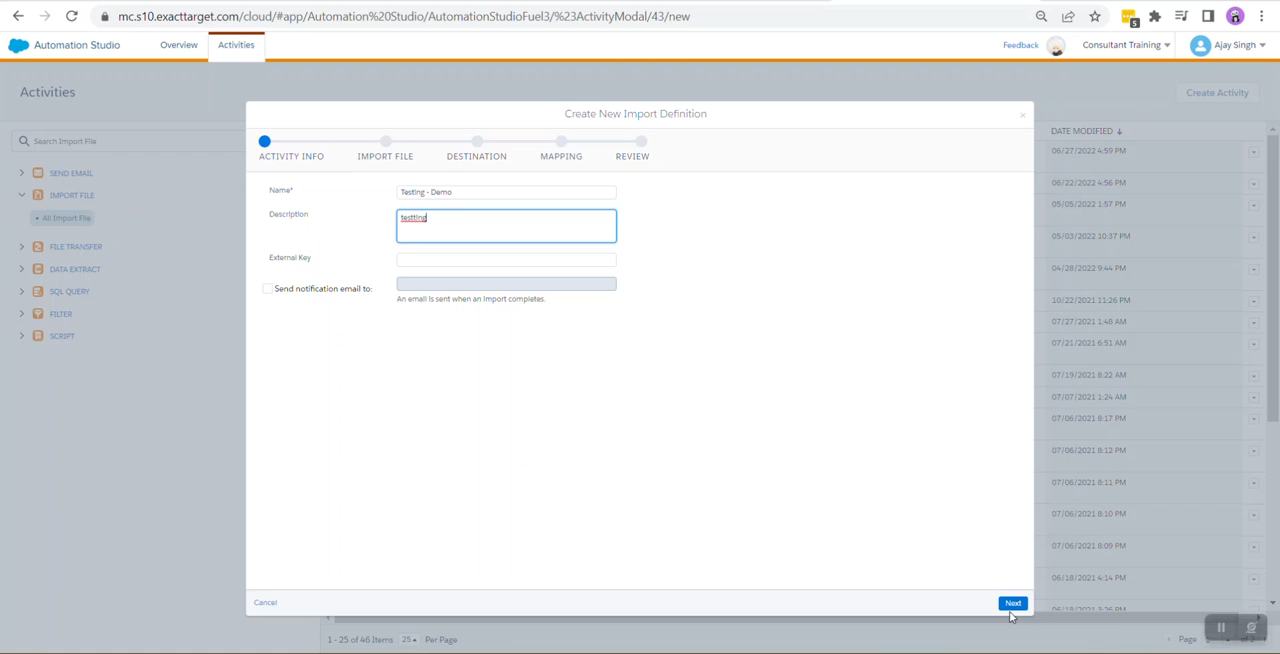 mc.s10.exacttarget.com/cloud/#app/Automation%20Studio/AutomationStudioFuel3/%23ActivityModal/43/new
5
Automation Studio
Overview
Activities
Feedback
Consultant Training
Ajay Singh
Activities
Create Activity
Create New Import Definition
×
Search Import File
DATE MODIFIED
ACTIVITY INFO
IMPORT FILE
DESTINATION
MAPPING
REVIEW
SEND EMAIL
IMPORT FILE
• All Import File
FILE TRANSFER
DATA EXTRACT
SQL QUERY
FILTER
SCRIPT
Name*
Testing - Demo
Description
testting
External Key
Send notification email to:
An email is sent when an Import completes.
06/27/2022 4:59 PM
06/22/2022 4:56 PM
05/05/2022 1:57 PM
05/03/2022 10:37 PM
04/28/2022 9:44 PM
10/22/2021 11:26 PM
07/27/2021 1:48 AM
07/21/2021 6:51 AM
07/19/2021 8:22 AM
07/07/2021 1:24 AM
07/06/2021 8:17 PM
07/06/2021 8:12 PM
07/06/2021 8:11 PM
07/06/2021 8:10 PM
07/06/2021 8:09 PM
06/18/2021 4:14 PM
06/18/2021 3:26 PM
Cancel
Next
1 - 25 of 46 Items
25
Per Page
Page